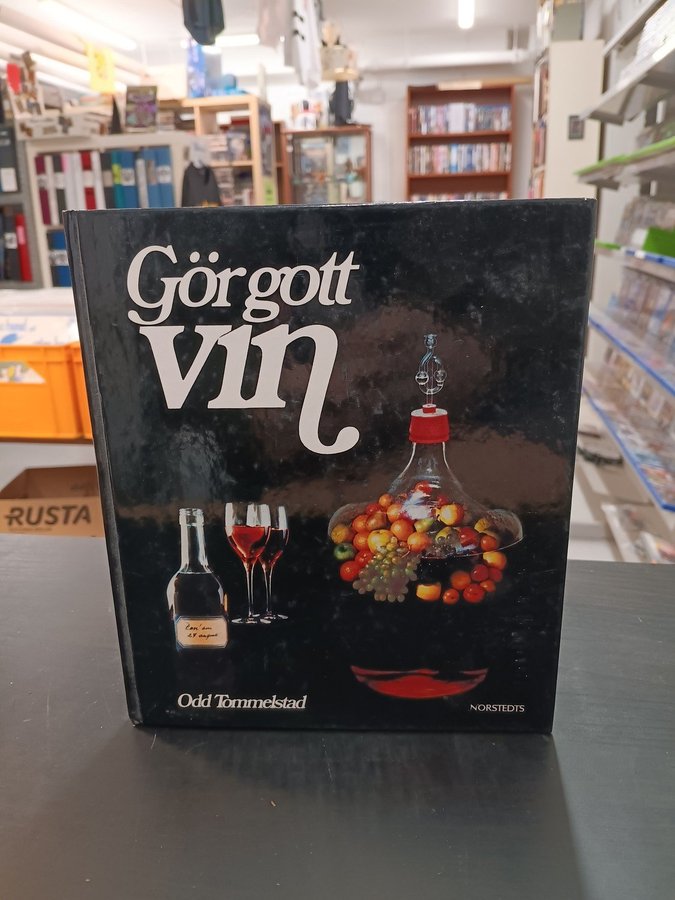 Gör gott
vin
Odd Tommelstad
NORSTEDTS
RUSTA